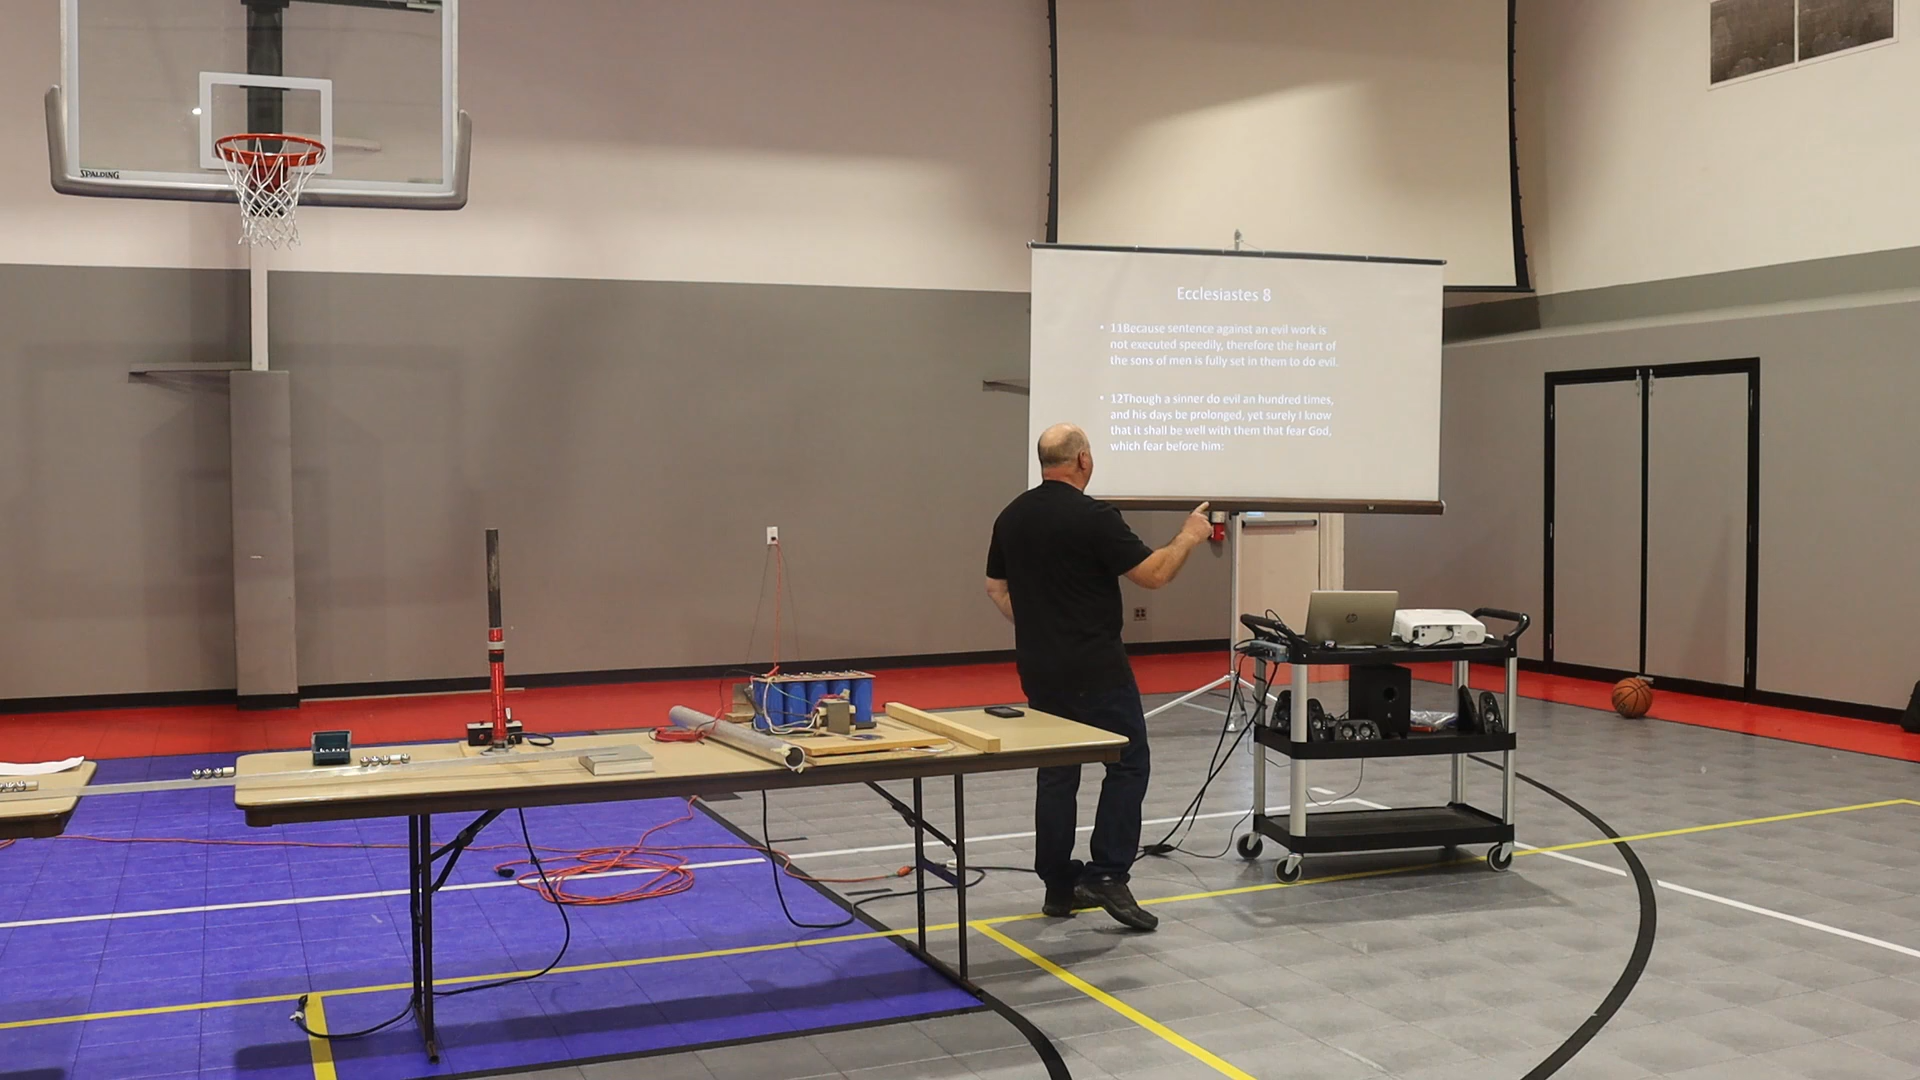 SPALDING
Ecclesiastes 8
• 11Because sentence against an evil work is
not executed speedily, therefore the heart of
the sons of men is fully set in them to do evil.
• 12Though a sinner do evil an hundred times,
and his days be prolonged, yet surely I know
that it shall be well with them that fear God,
which fear before him:
hp